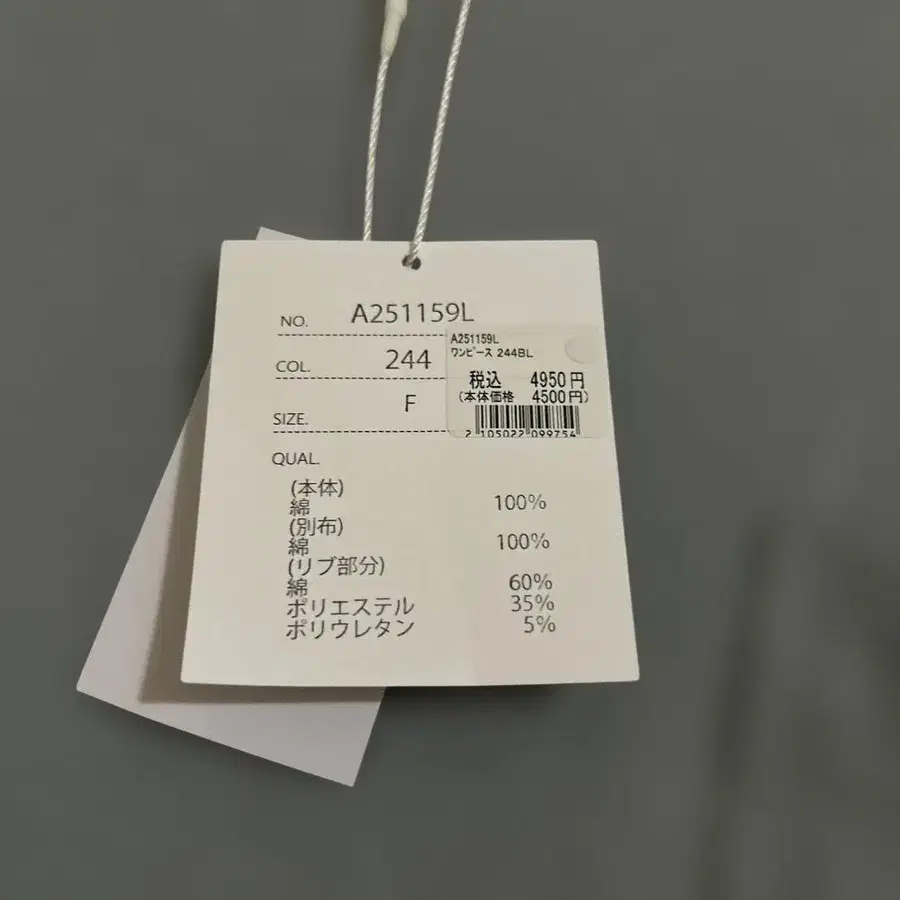 NO. A251159L
COL. 244
SIZE. F
A251159L
ワンピース 244BL
税込 4950円
(本体価格 4500円)
2 105022 099754
QUAL.
(本体)
綿 100%
(別布)
綿 100%
(リブ部分)
綿 60%
ポリエステル 35%
ポリウレタン 5%